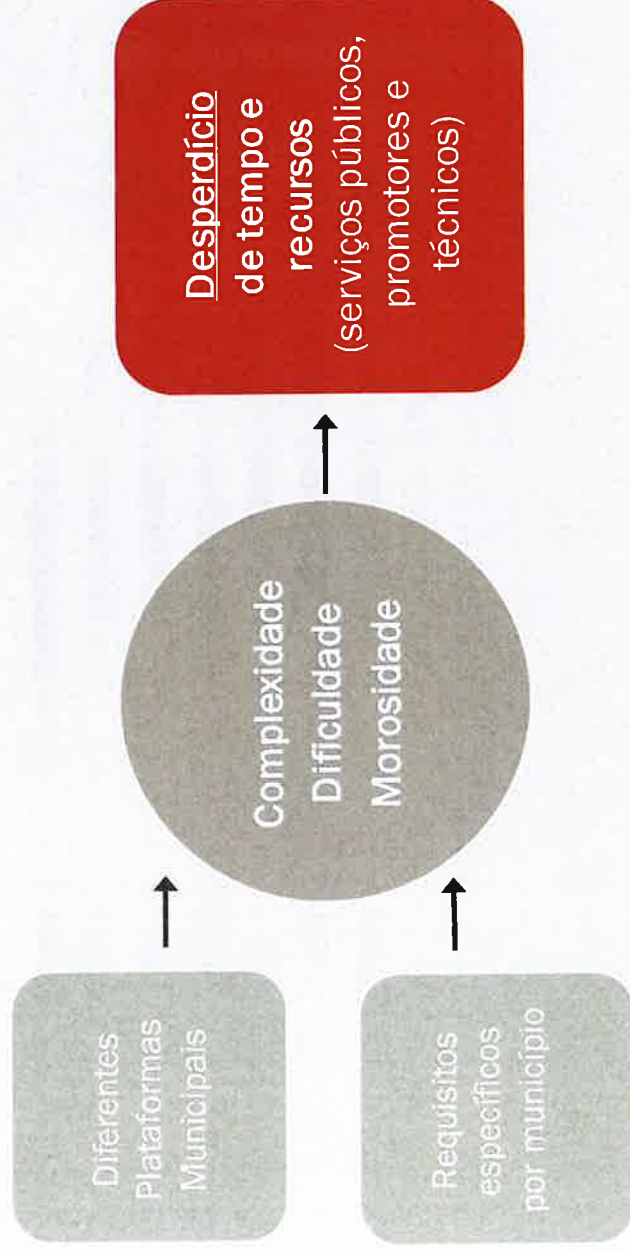 Diferentes
Plataformas
Municipais
Requisitos
específicos
por município
Complexidade
Dificuldade
Morosidade
Desperdício
de tempo e
recursos
(serviços públicos,
promotores e
técnicos)